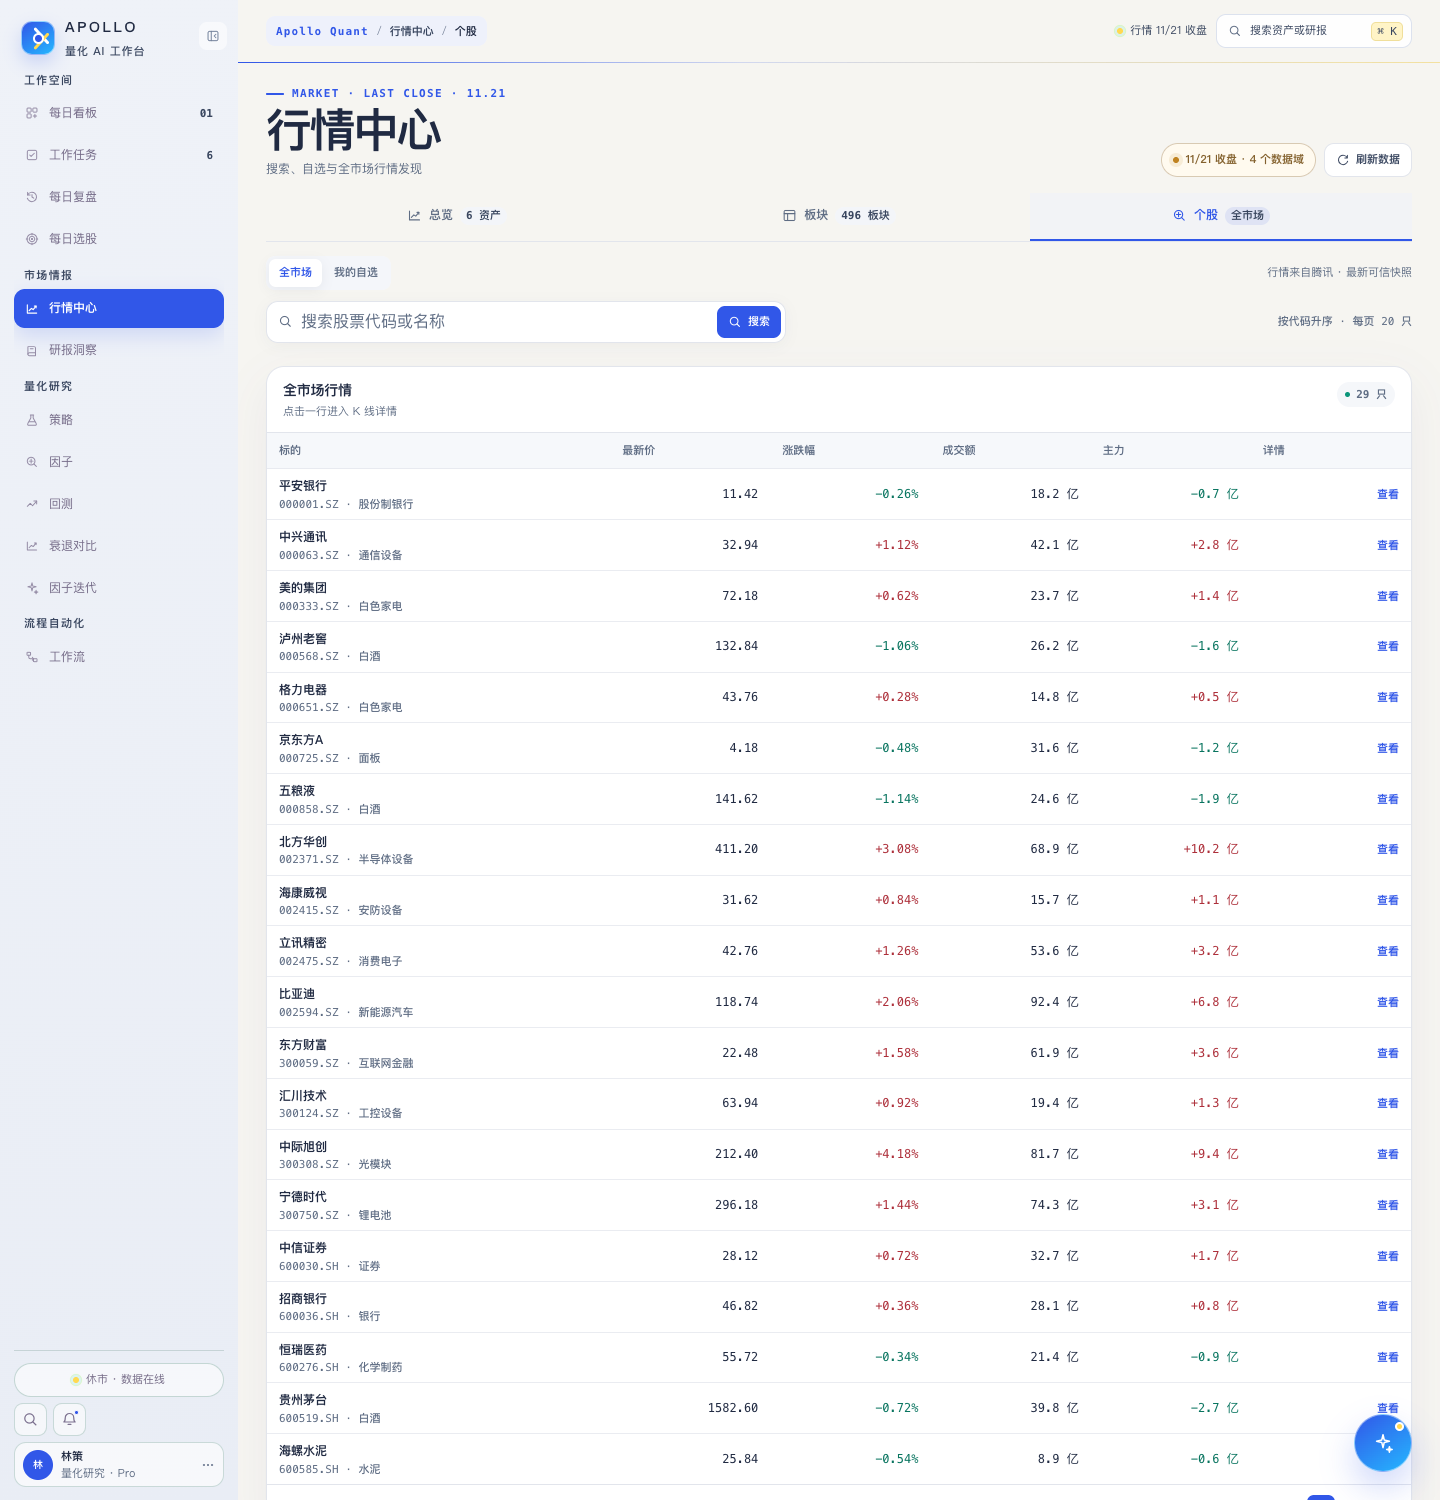 APOLLO
量化 AI 工作台
工作空间
每日看板 01
工作任务 6
每日复盘
每日选股
市场情报
行情中心
研报洞察
量化研究
策略
因子
回测
衰退对比
因子迭代
流程自动化
工作流
休市 · 数据在线
林
林策
量化研究 · Pro
Apollo Quant / 行情中心 / 个股
行情 11/21 收盘
搜索资产或研报 ⌘ K
MARKET · LAST CLOSE · 11.21
行情中心
搜索、自选与全市场行情发现
11/21 收盘 · 4 个数据域
刷新数据
总览 6 资产
板块 496 板块
个股 全市场
全市场 我的自选
行情来自腾讯 · 最新可信快照
搜索股票代码或名称 搜索
按代码升序 · 每页 20 只
全市场行情
点击一行进入 K 线详情
29 只
标的 最新价 涨跌幅 成交额 主力 详情
平安银行
000001.SZ · 股份制银行
11.42 -0.26% 18.2 亿 -0.7 亿 查看
中兴通讯
000063.SZ · 通信设备
32.94 +1.12% 42.1 亿 +2.8 亿 查看
美的集团
000333.SZ · 白色家电
72.18 +0.62% 23.7 亿 +1.4 亿 查看
泸州老窖
000568.SZ · 白酒
132.84 -1.06% 26.2 亿 -1.6 亿 查看
格力电器
000651.SZ · 白色家电
43.76 +0.28% 14.8 亿 +0.5 亿 查看
京东方A
000725.SZ · 面板
4.18 -0.48% 31.6 亿 -1.2 亿 查看
五粮液
000858.SZ · 白酒
141.62 -1.14% 24.6 亿 -1.9 亿 查看
北方华创
002371.SZ · 半导体设备
411.20 +3.08% 68.9 亿 +10.2 亿 查看
海康威视
002415.SZ · 安防设备
31.62 +0.84% 15.7 亿 +1.1 亿 查看
立讯精密
002475.SZ · 消费电子
42.76 +1.26% 53.6 亿 +3.2 亿 查看
比亚迪
002594.SZ · 新能源汽车
118.74 +2.06% 92.4 亿 +6.8 亿 查看
东方财富
300059.SZ · 互联网金融
22.48 +1.58% 61.9 亿 +3.6 亿 查看
汇川技术
300124.SZ · 工控设备
63.94 +0.92% 19.4 亿 +1.3 亿 查看
中际旭创
300308.SZ · 光模块
212.40 +4.18% 81.7 亿 +9.4 亿 查看
宁德时代
300750.SZ · 锂电池
296.18 +1.44% 74.3 亿 +3.1 亿 查看
中信证券
600030.SH · 证券
28.12 +0.72% 32.7 亿 +1.7 亿 查看
招商银行
600036.SH · 银行
46.82 +0.36% 28.1 亿 +0.8 亿 查看
恒瑞医药
600276.SH · 化学制药
55.72 -0.34% 21.4 亿 -0.9 亿 查看
贵州茅台
600519.SH · 白酒
1582.60 -0.72% 39.8 亿 -2.7 亿 查看
海螺水泥
600585.SH · 水泥
25.84 -0.54% 8.9 亿 -0.6 亿